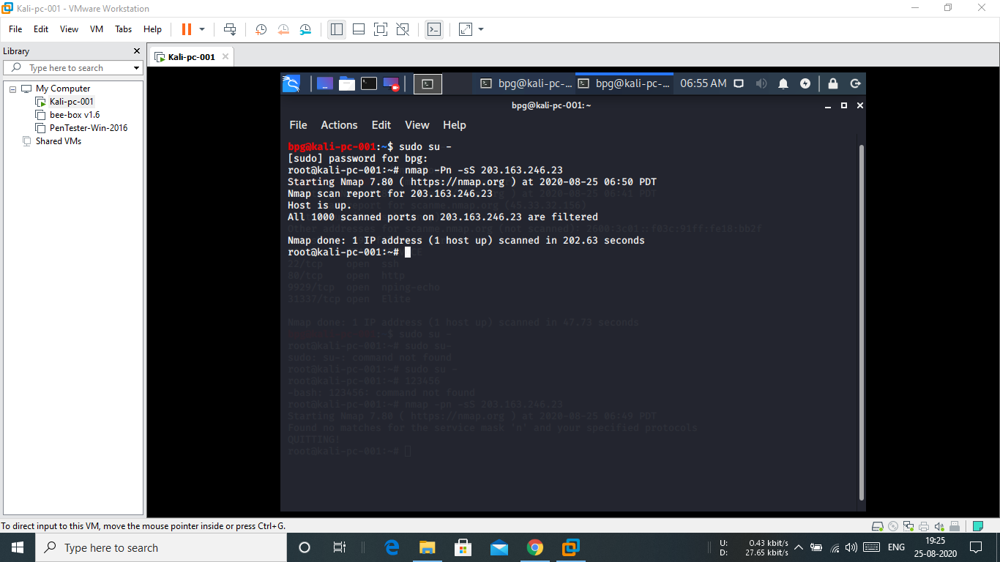 Kali-pc-001 - VMware Workstation
File Edit View VM Tabs Help
Library
Type here to search
My Computer
Kali-pc-001
bee-box v1.6
PenTester-Win-2016
Shared VMs
Kali-pc-001
bpg@kali-pc-... bpg@kali-pc-... 06:55 AM
bpg@kali-pc-001: ~
File Actions Edit View Help
bpg@kali-pc-001:~$ sudo su -
[sudo] password for bpg:
root@kali-pc-001:~# nmap -Pn -sS 203.163.246.23
Starting Nmap 7.80 ( https://nmap.org ) at 2020-08-25 06:50 PDT
Nmap scan report for 203.163.246.23
Host is up.
All 1000 scanned ports on 203.163.246.23 are filtered
Nmap done: 1 IP address (1 host up) scanned in 202.63 seconds
root@kali-pc-001:~#
) at 2020-08-25 06:41 PDT
report for scanme.nmap.org (45.33.32.156)
Other addresses for scanme.nmap.org (not scanned): 2600:3c01::f03c:91ff:fe18:bb2f
22/tcp open ssh
80/tcp open http
9929/tcp open nping-echo
31337/tcp open Elite
Nmap done: 1 IP address (1 host up) scanned in 47.73 seconds
:~$ sudo su -
root@kali-pc-001:~# sudo su-
sudo: su-: command not found
root@kali-pc-001:~# sudo su -
root@kali-pc-001:~# 123456
-bash: 123456: command not found
root@kali-pc-001:~# nmap -pn -sS 203.163.246.23
Starting Nmap 7.80 ( https://nmap.org ) at 2020-08-25 06:49 PDT
Found no matches for the service mask 'n' and your specified protocols
QUITTING!
root@kali-pc-001:~#
To direct input to this VM, move the mouse pointer inside or press Ctrl+G.
Type here to search
U: 0.43 kbit/s
D: 27.65 kbit/s
ENG
19:25
25-08-2020